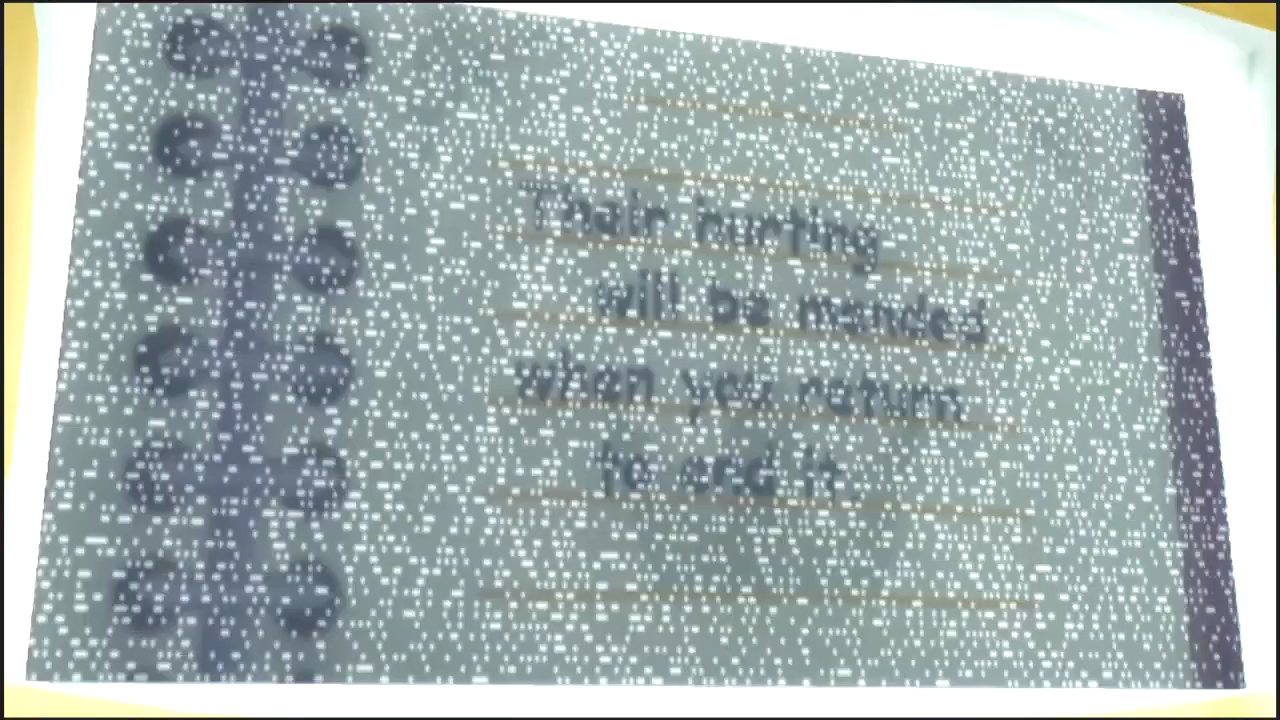 Their hurting
will be mended
when you return
to end it.